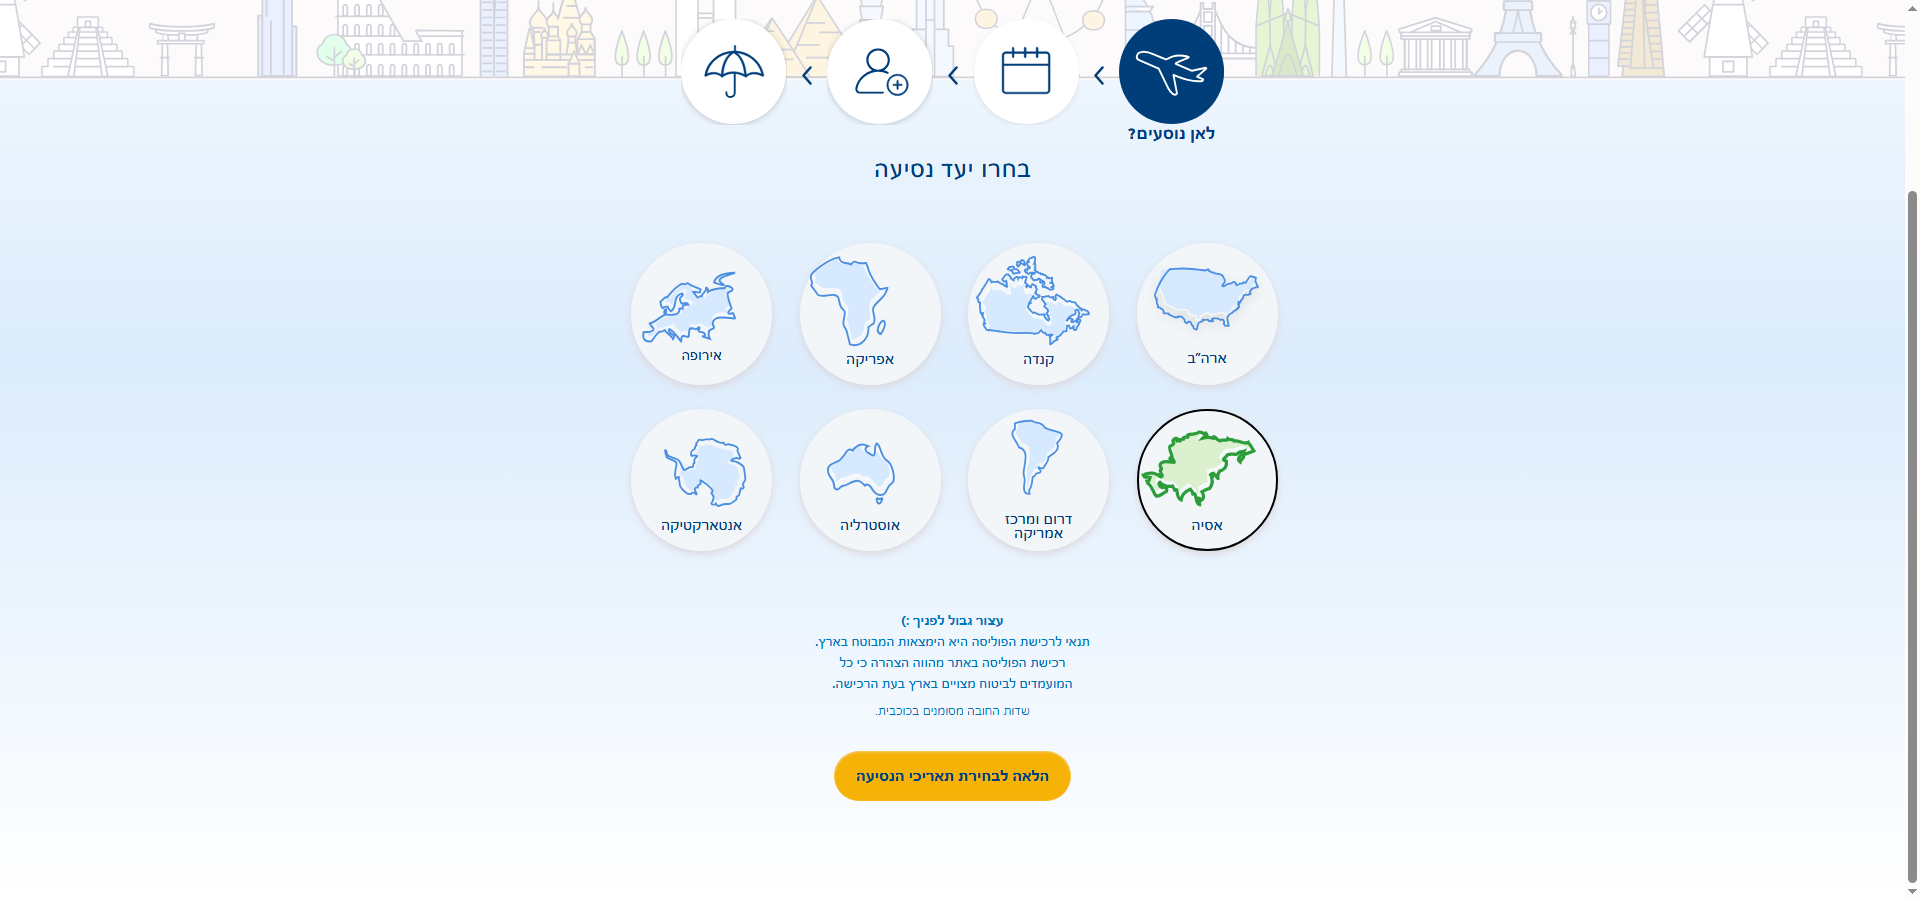 לאן נוסעים?
בחרו יעד נסיעה
ארה"ב
קנדה
אפריקה
אירופה
אסיה
דרום ומרכז
אמריקה
אוסטרליה
אנטארקטיקה
עצור גבול לפניך :)
תנאי לרכישת הפוליסה היא הימצאות המבוטח בארץ.
רכישת הפוליסה באתר מהווה הצהרה כי כל
המועמדים לביטוח מצויים בארץ בעת הרכישה.
שדות החובה מסומנים בכוכבית.
הלאה לבחירת תאריכי הנסיעה